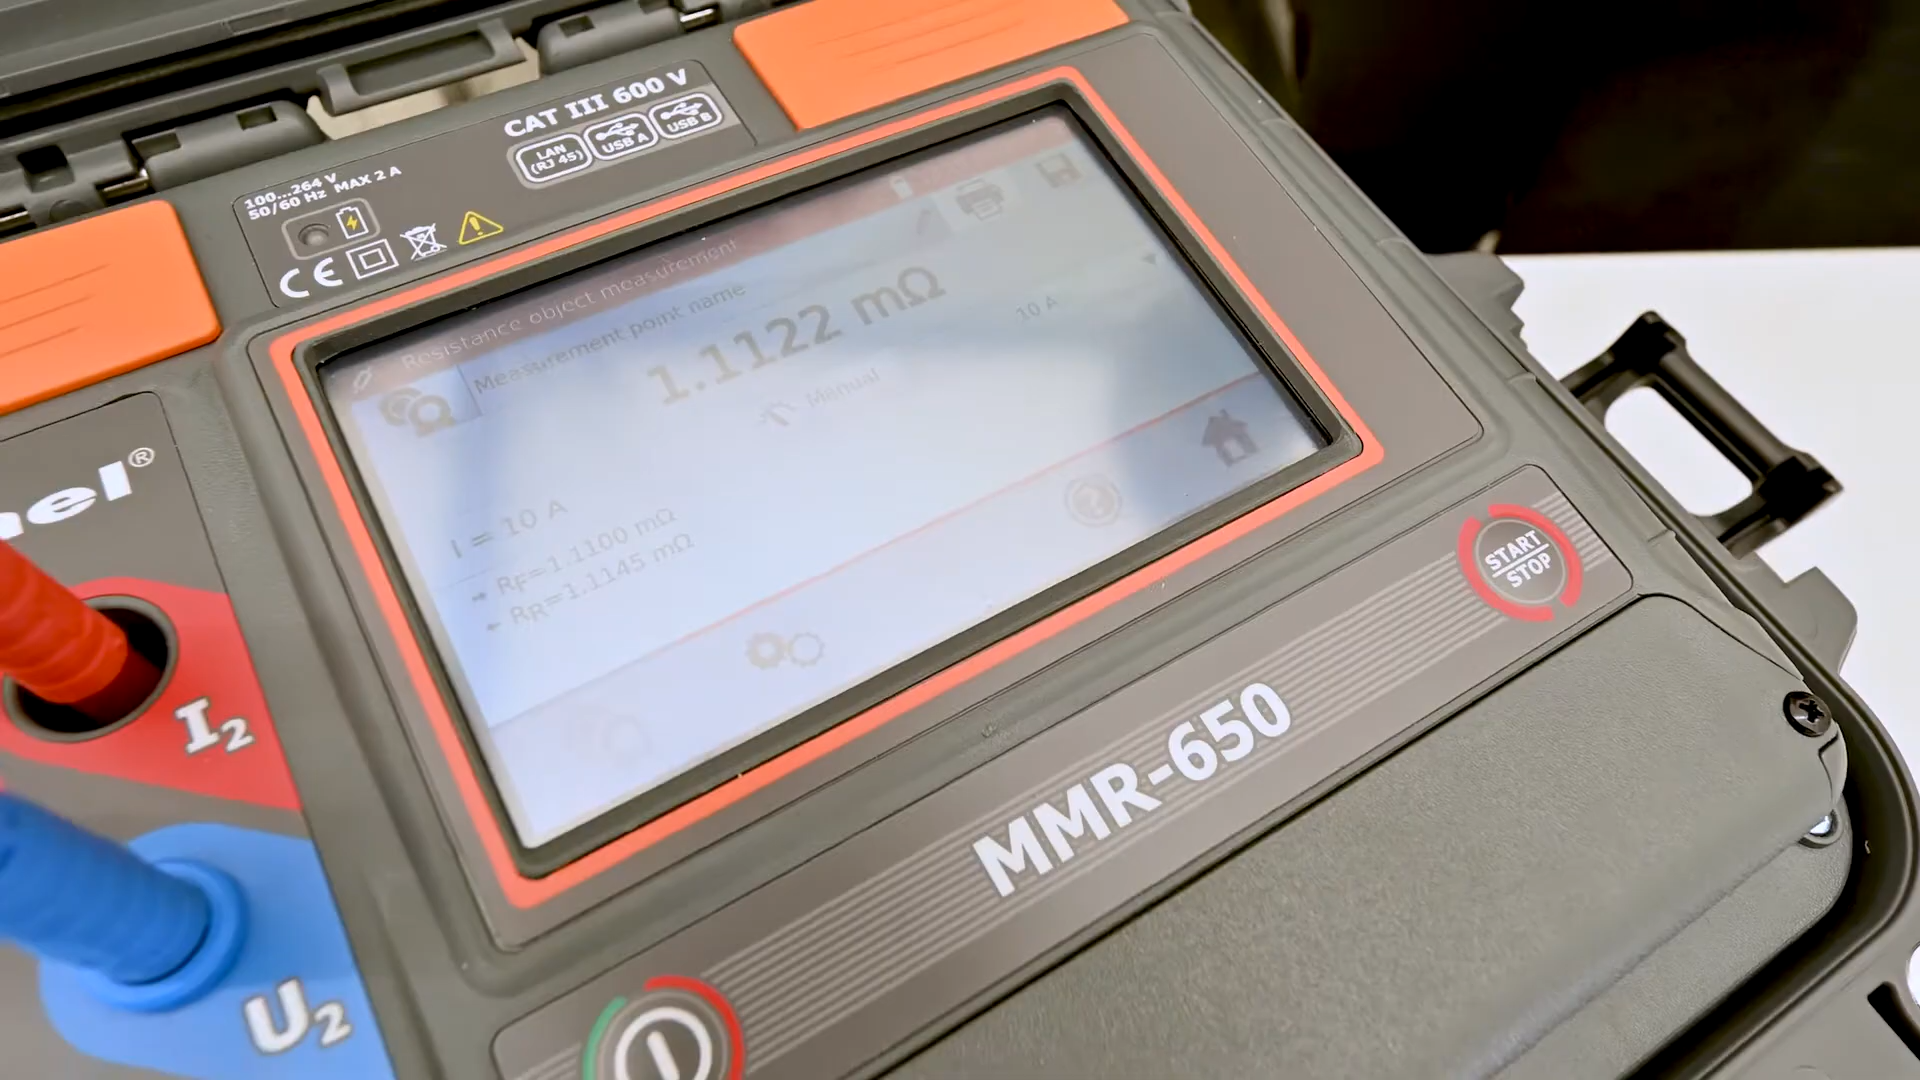 CAT III 600 V
LAN
(RJ 45)
USB A
USB B
100...264 V
50/60 Hz MAX 2 A
CE
Resistance object measurement
Measurement point name
1.1122 mΩ
10 A
Manual
I = 10 A
RF=1.1100 mΩ
RR=1.1145 mΩ
nel®
I2
U2
START
STOP
MMR-650